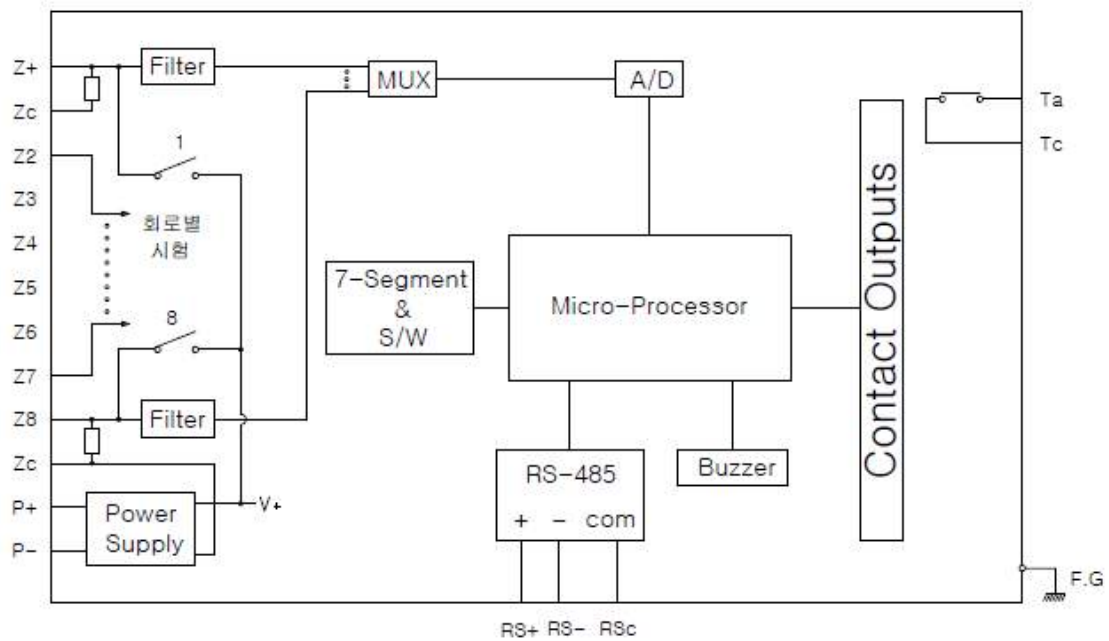 Z+
Zc
Z2
Z3
Z4
Z5
Z6
Z7
Z8
Zc
P+
P-
Filter
MUX
A/D
1
회로별
시험
8
Filter
Power
Supply
V+
7-Segment
&
S/W
Micro-Processor
RS-485
+ - com
Buzzer
Contact Outputs
Ta
Tc
F.G
RS+ RS- RSc